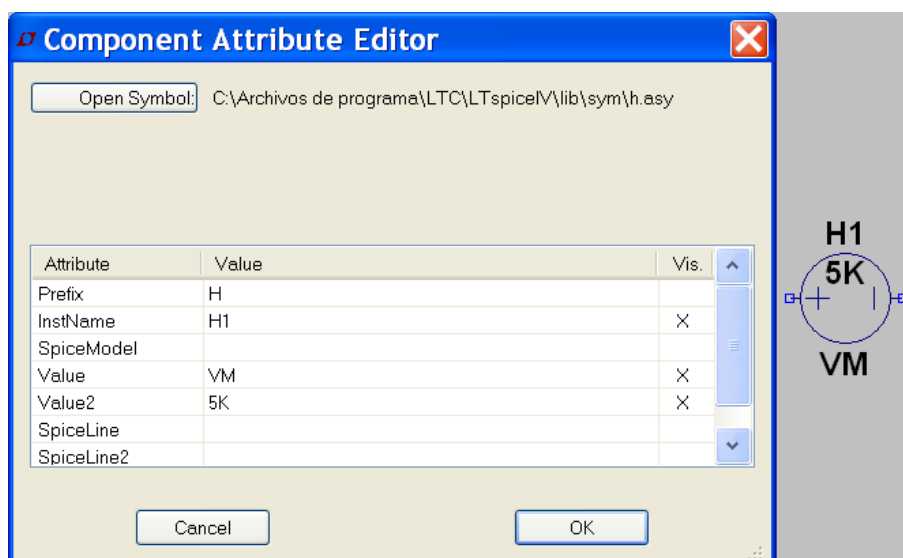 Component Attribute Editor
Open Symbol: C:\Archivos de programa\LTC\LTspiceIV\lib\sym\h.asy
Attribute Value Vis.
Prefix H
InstName H1 X
SpiceModel
Value VM X
Value2 5K X
SpiceLine
SpiceLine2
Cancel OK
H1
5K
VM